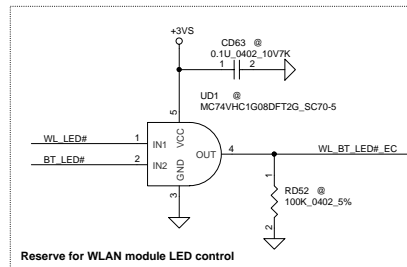 +3VS
CD63 @
0.1U_0402_10V7K
1 2
UD1 @
MC74VHC1G08DFT2G_SC70-5
5
VCC
WL_LED# 1 IN1
BT_LED# 2 IN2
OUT 4 WL_BT_LED#_EC
GND
3
1
RD52 @
100K_0402_5%
2
Reserve for WLAN module LED control